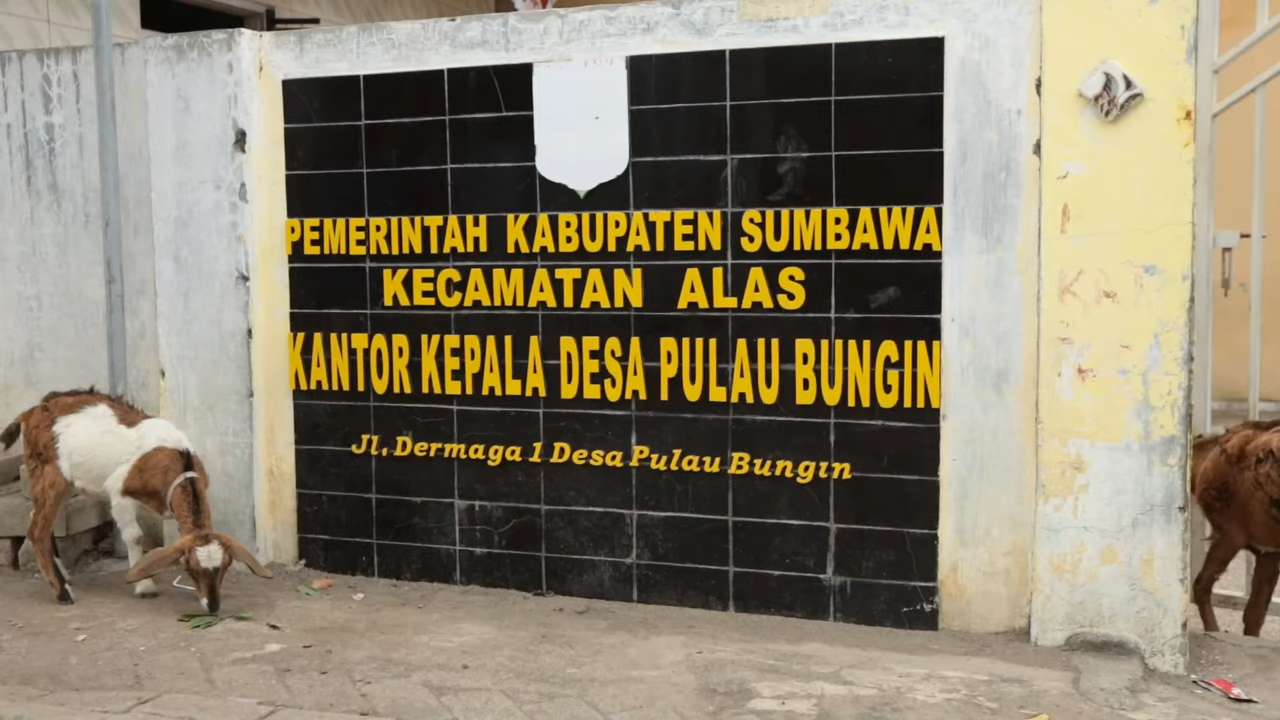 PEMERINTAH KABUPATEN SUMBAWA
KECAMATAN ALAS
KANTOR KEPALA DESA PULAU BUNGIN
Jl. Dermaga 1 Desa Pulau Bungin